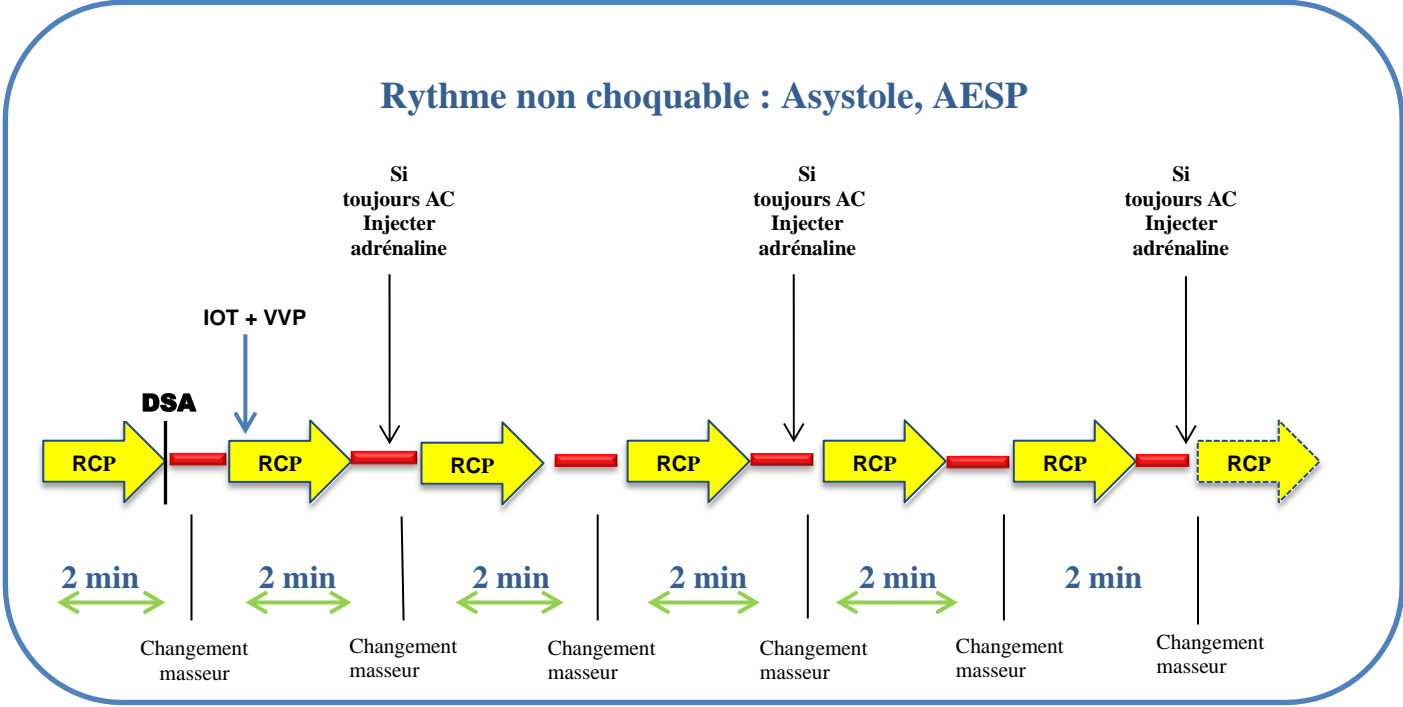 Rythme non choquable : Asystole, AESP
Si
toujours AC
Injecter
adrénaline
Si
toujours AC
Injecter
adrénaline
Si
toujours AC
Injecter
adrénaline
IOT + VVP
DSA
RCP
RCP
RCP
RCP
RCP
RCP
RCP
2 min
2 min
2 min
2 min
2 min
2 min
Changement
masseur
Changement
masseur
Changement
masseur
Changement
masseur
Changement
masseur
Changement
masseur